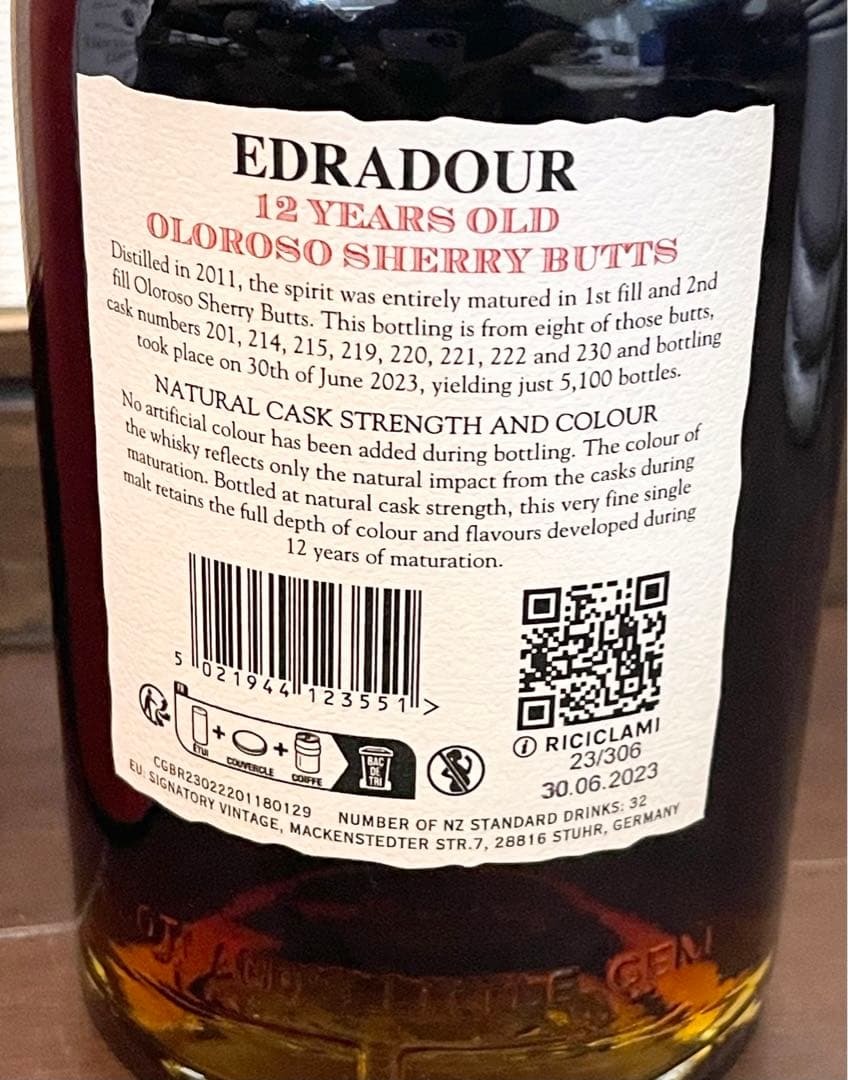 EDRADOUR
12 YEARS OLD
OLOROSO SHERRY BUTTS
Distilled in 2011, the spirit was entirely matured in 1st fill and 2nd
fill Oloroso Sherry Butts. This bottling is from eight of those butts,
cask numbers 201, 214, 215, 219, 220, 221, 222 and 230 and bottling
took place on 30th of June 2023, yielding just 5,100 bottles.
NATURAL CASK STRENGTH AND COLOUR
No artificial colour has been added during bottling. The colour of
the whisky reflects only the natural impact from the casks during
maturation. Bottled at natural cask strength, this very fine single
malt retains the full depth of colour and flavours developed during
12 years of maturation.
5 021944 123551 >
ÉTUI + COUVERCLE + COIFFE
BAC
DE
TRI
RICICLAMI
23/306
30.06.2023
CGBR23022201180129 NUMBER OF NZ STANDARD DRINKS: 32
EU: SIGNATORY VINTAGE, MACKENSTEDTER STR.7, 28816 STUHR, GERMANY
AND LITTLE GEM